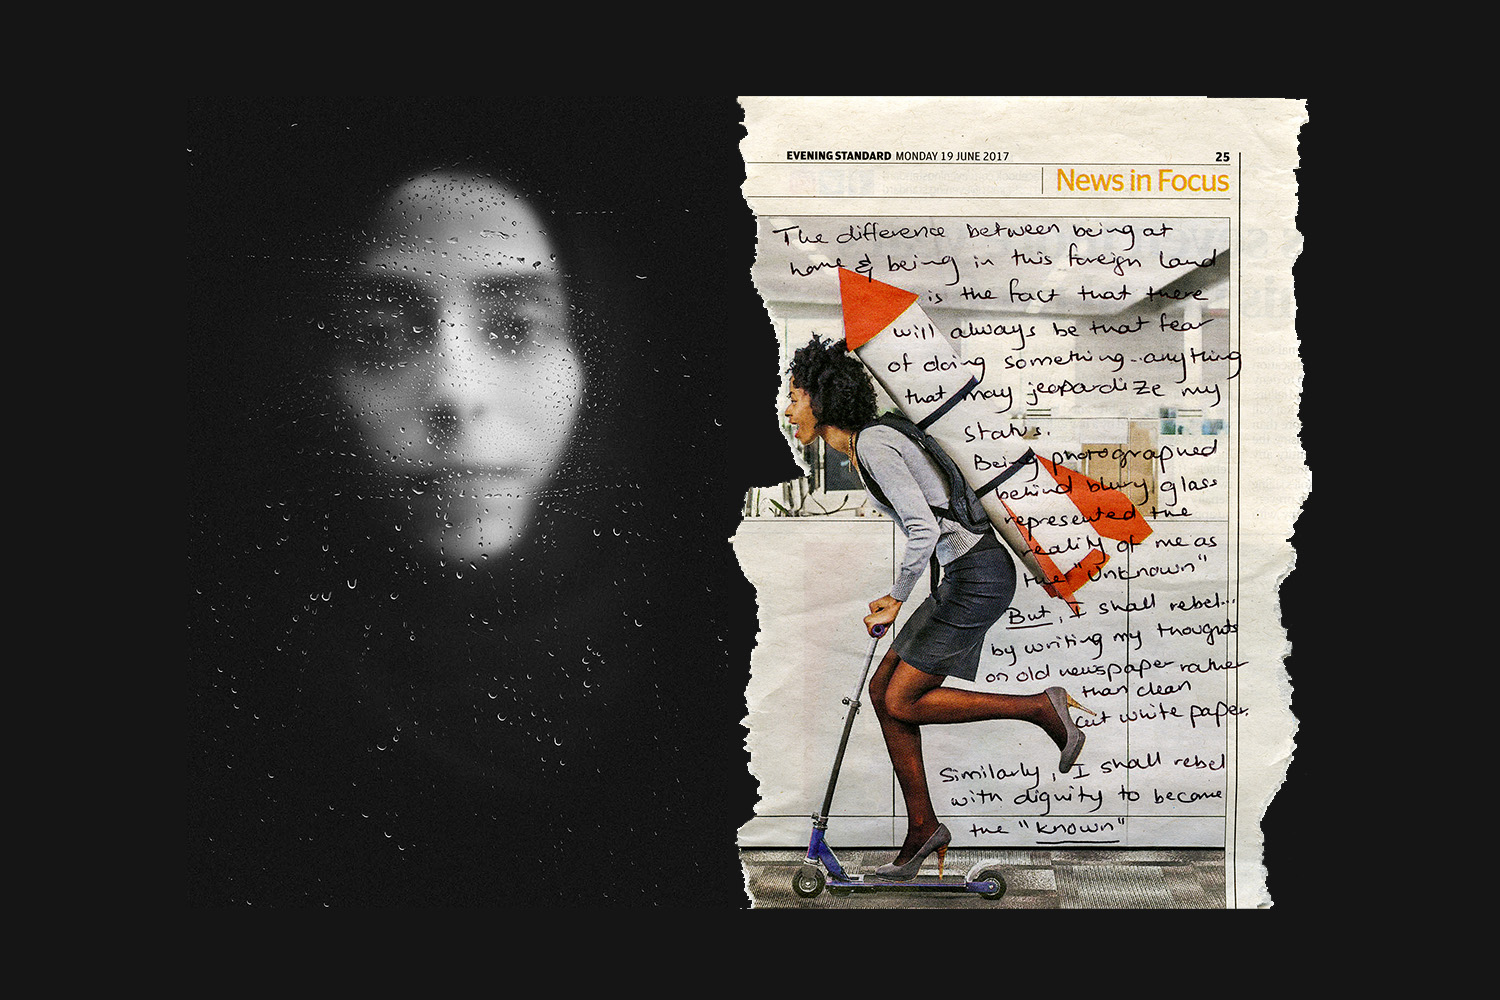 EVENING STANDARD MONDAY 19 JUNE 2017 25
News in Focus
The difference between being at
home & being in this foreign land
is the fact that there
will always be that fear
of doing something..anything
that may jeopardize my
status.
Being photographed
behind blurry glass
represented the
reality of me as
the "Unknown"
But, I shall rebel...
by writing my thoughts
on old newspaper rather
than clean
cut white paper.
Similarly, I shall rebel
with dignity to become
the "known"